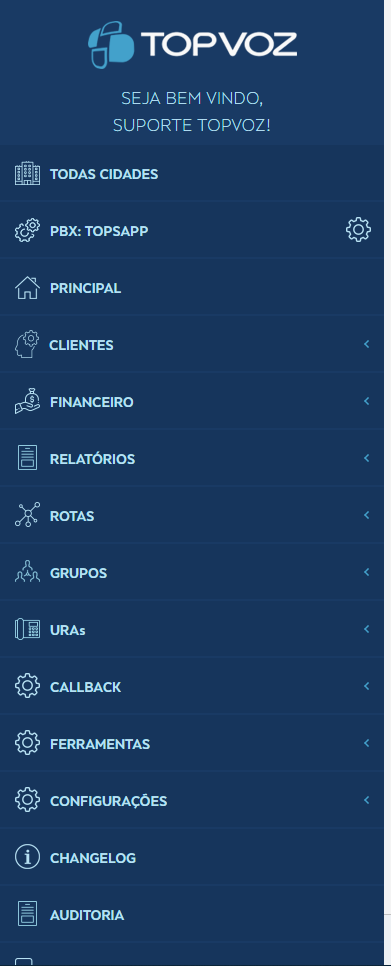 TOPVOZ
SEJA BEM VINDO,
SUPORTE TOPVOZ!
TODAS CIDADES
PBX: TOPSAPP
PRINCIPAL
CLIENTES
FINANCEIRO
RELATÓRIOS
ROTAS
GRUPOS
URAs
CALLBACK
FERRAMENTAS
CONFIGURAÇÕES
CHANGELOG
AUDITORIA